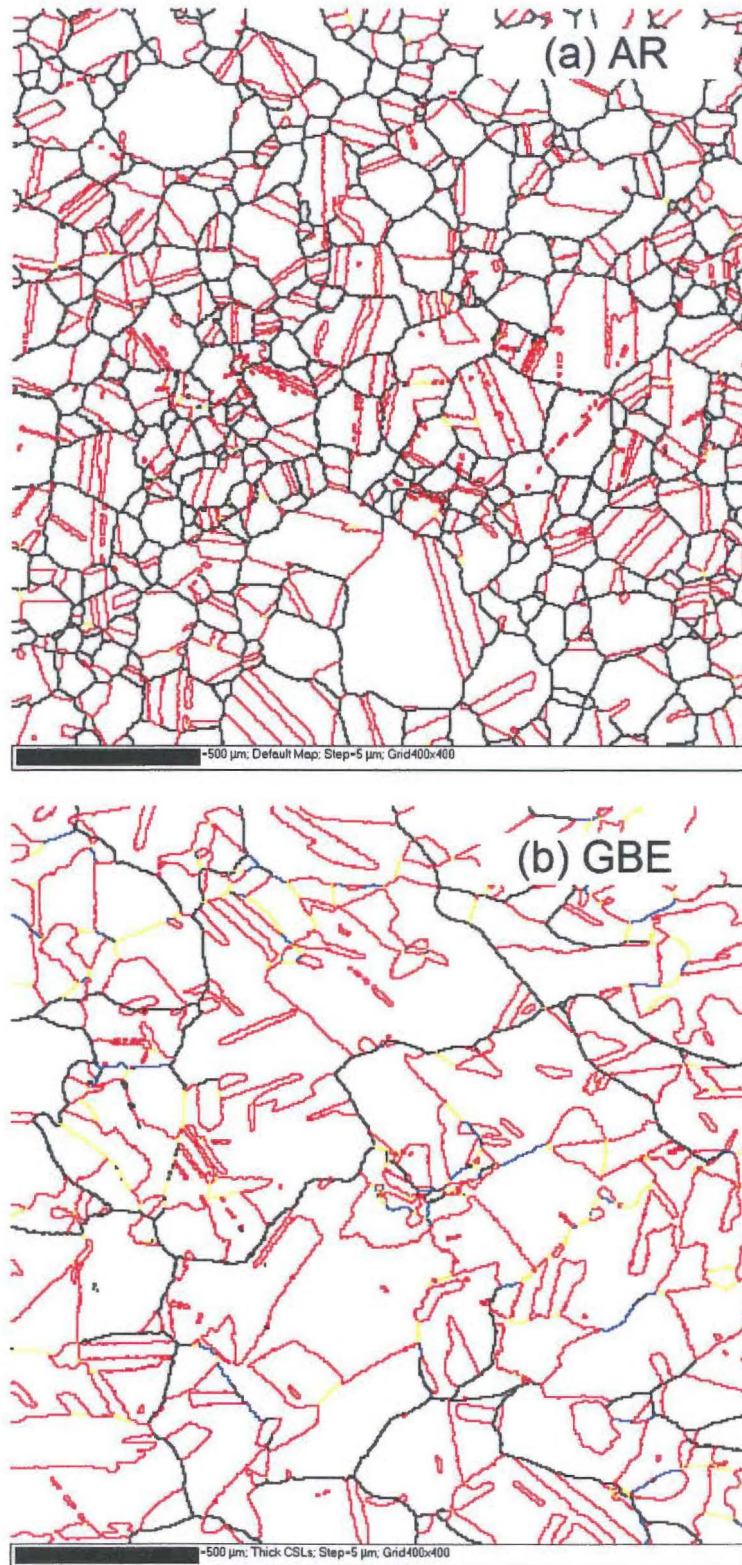 (a) AR
=500 µm; Default Map; Step=5 µm; Grid400x400
(b) GBE
=500 µm; Thick CSLs; Step=5 µm; Grid400x400